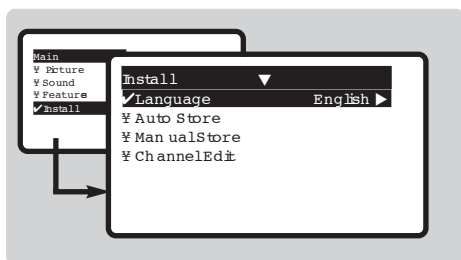 Main
¥ Picture
¥ Sound
¥ Feature
✔Install
Install ▼
✔Language English ▶
¥ Auto Store
¥ Manual Store
¥ Channel Edit